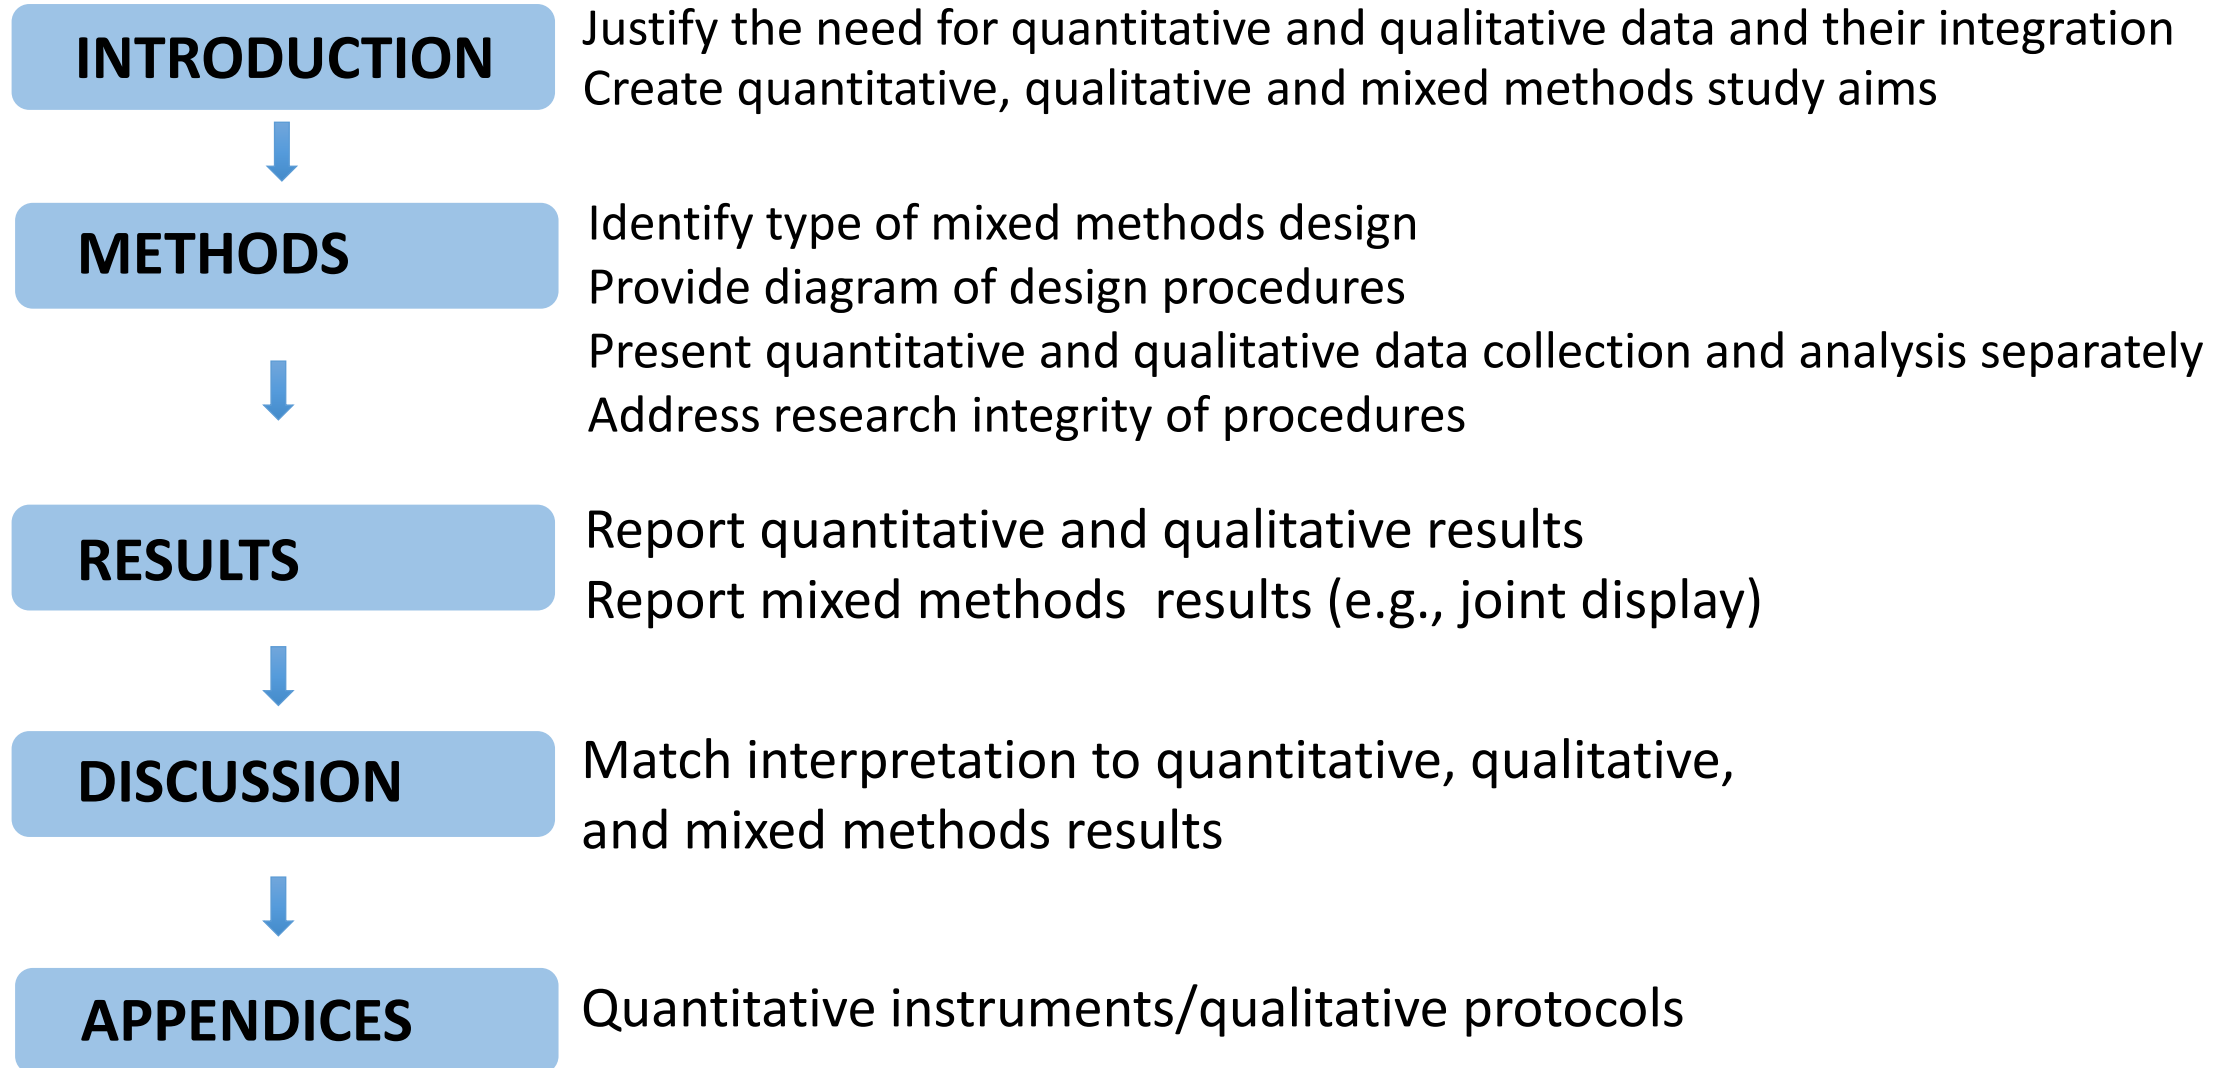 INTRODUCTION
Justify the need for quantitative and qualitative data and their integration
Create quantitative, qualitative and mixed methods study aims
METHODS
Identify type of mixed methods design
Provide diagram of design procedures
Present quantitative and qualitative data collection and analysis separately
Address research integrity of procedures
RESULTS
Report quantitative and qualitative results
Report mixed methods  results (e.g., joint display)
DISCUSSION
Match interpretation to quantitative, qualitative,
and mixed methods results
APPENDICES
Quantitative instruments/qualitative protocols